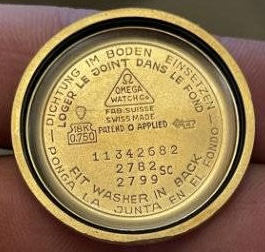 DICHTUNG IM BODEN EINSETZEN
LOGER LE JOINT DANS LE FOND
Ω
OMEGA
WATCH Co
FAB. SUISSE
SWISS MADE
PATEND APPLIED
18K
0.750
11342682
2782 SC
2799
FIT WASHER IN BACK
PONGA LA JUNTA EN EL FONDO